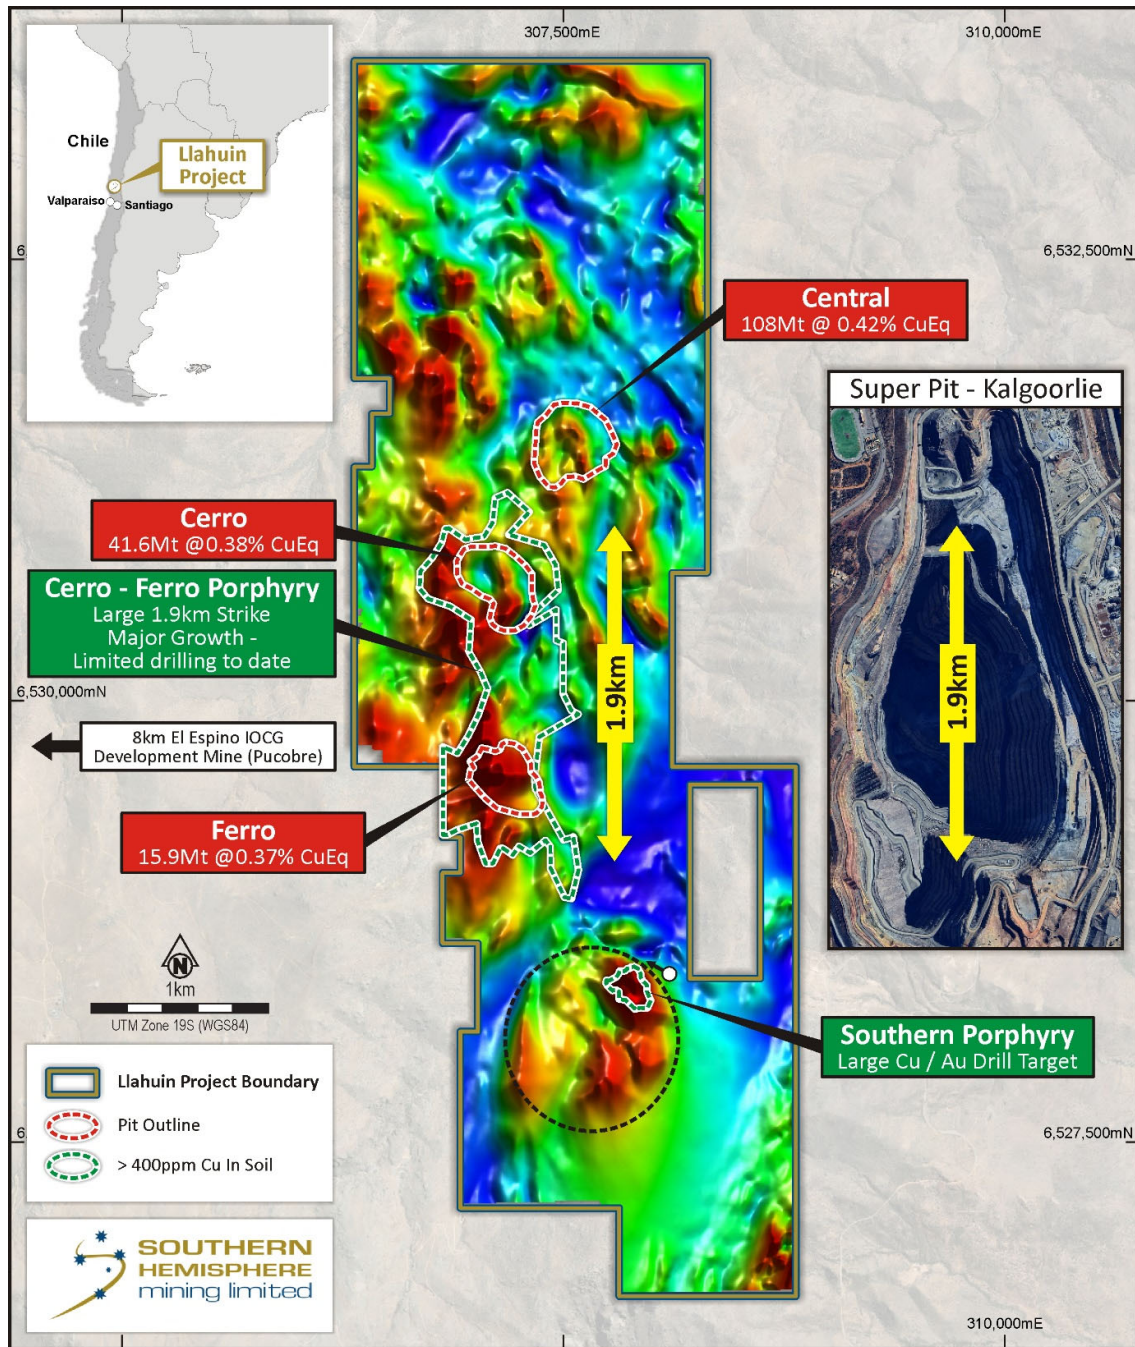 307,500mE
310,000mE
Chile
Llahuin
Project
Valparaiso
Santiago
6,532,500mN
Central
108Mt @ 0.42% CuEq
Super Pit - Kalgoorlie
Cerro
41.6Mt @0.38% CuEq
Cerro - Ferro Porphyry
Large 1.9km Strike
Major Growth -
Limited drilling to date
1.9km
1.9km
6,530,000mN
8km El Espino IOCG
Development Mine (Pucobre)
Ferro
15.9Mt @0.37% CuEq
N
1km
UTM Zone 19S (WGS84)
Southern Porphyry
Large Cu / Au Drill Target
Llahuin Project Boundary
Pit Outline
> 400ppm Cu In Soil
6,527,500mN
SOUTHERN
HEMISPHERE
mining limited
310,000mE